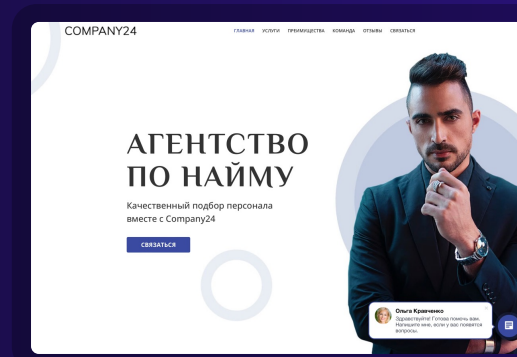 COMPANY24
ГЛАВНАЯ УСЛУГИ ПРЕИМУЩЕСТВА КОМАНДА ОТЗЫВЫ СВЯЗАТЬСЯ
АГЕНТСТВО
ПО НАЙМУ
Качественный подбор персонала
вместе с Company24
СВЯЗАТЬСЯ
Ольга Кравченко
Здравствуйте! Готова помочь вам.
Напишите мне, если у вас появятся
вопросы.